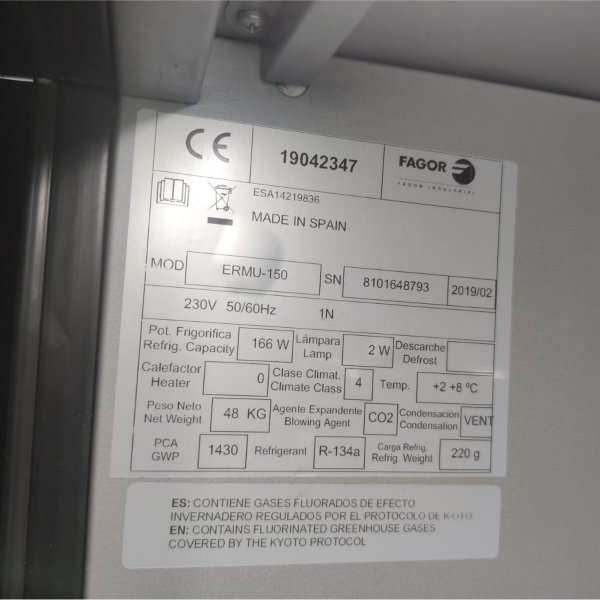 CE
19042347
FAGOR
FAGOR INDUSTRIAL
ESA14219836
MADE IN SPAIN
MOD ERMU-150 SN 8101648793 2019/02
230V 50/60Hz 1N
Pot. Frigorifica Refrig. Capacity 166 W Lámpara Lamp 2 W Descarche Defrost
Calefactor Heater 0 Clase Climat. Climate Class 4 Temp. +2 +8 ºC
Peso Neto Net Weight 48 KG Agente Expandente Blowing Agent CO2 Condensación Condensation VENT
PCA GWP 1430 Refrigerant R-134a Carga Refrig. Refrig. Weight 220 g
ES: CONTIENE GASES FLUORADOS DE EFECTO
INVERNADERO REGULADOS POR EL PROTOCOLO DE KOTO
EN: CONTAINS FLUORINATED GREENHOUSE GASES
COVERED BY THE KYOTO PROTOCOL